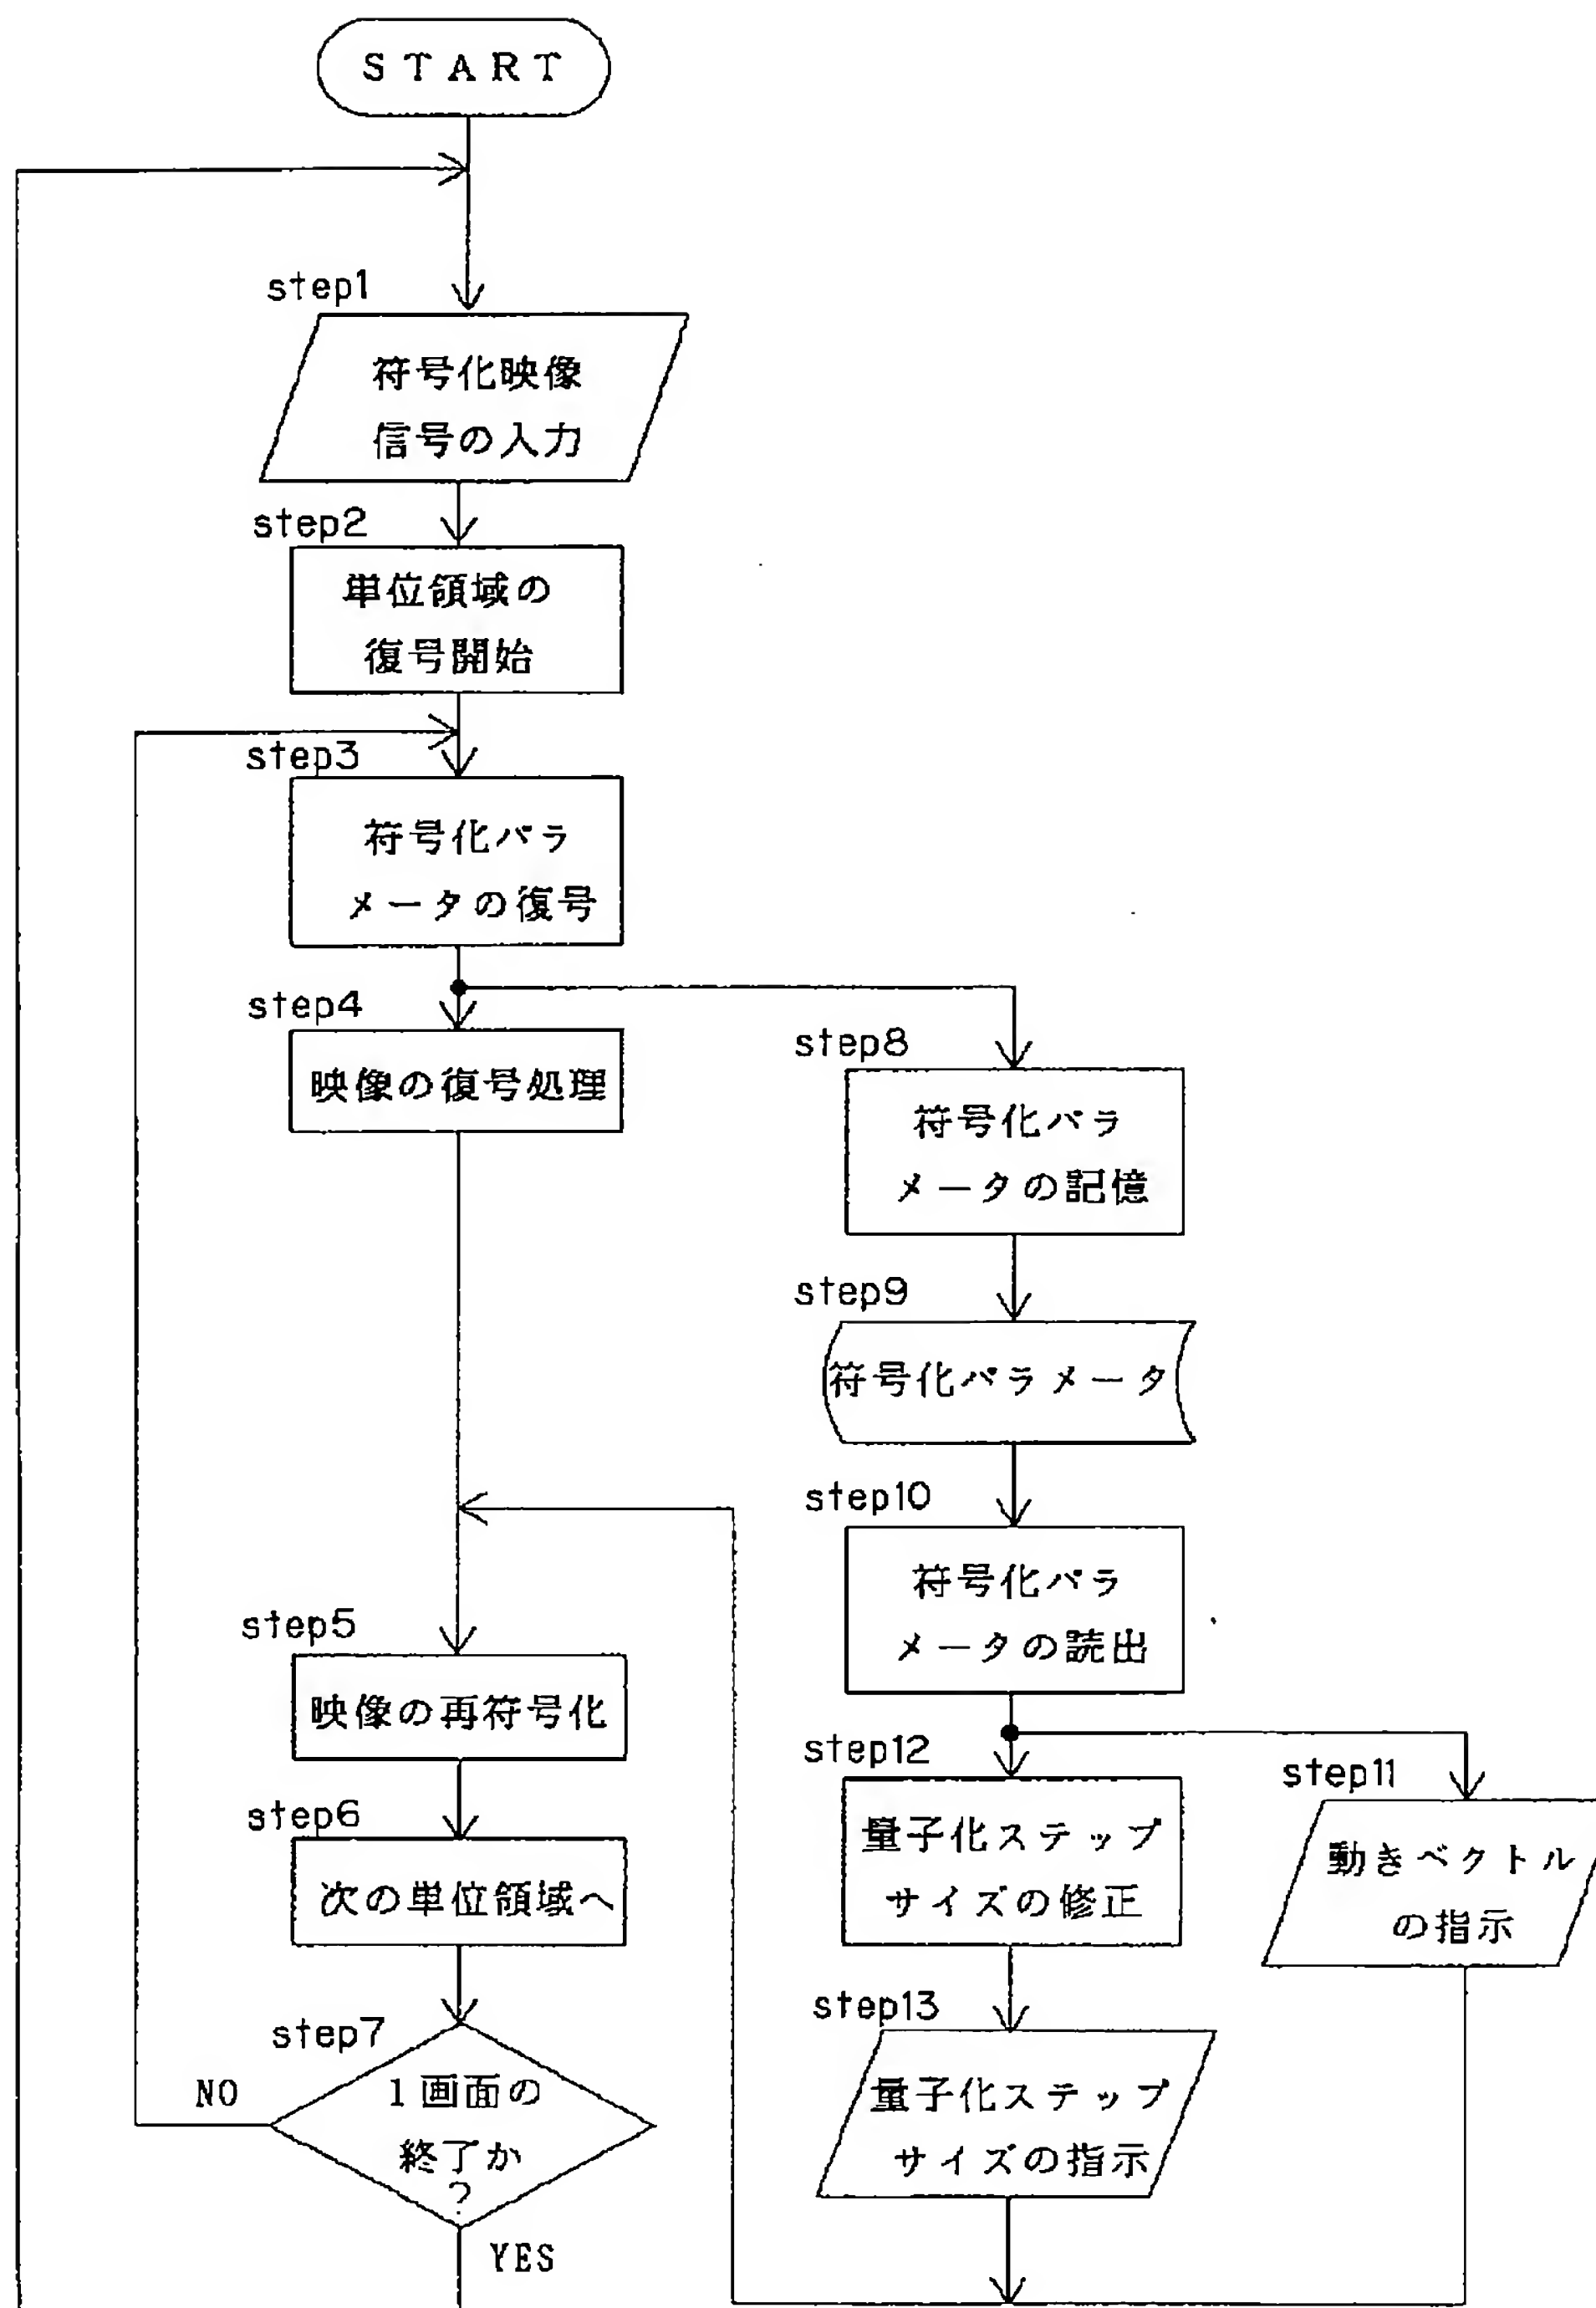 START
step1
符号化映像
信号の入力
step2
単位領域の
復号開始
step3
符号化パラ
メータの復号
step4
映像の復号処理
step8
符号化パラ
メータの記憶
step9
符号化パラメータ
step10
符号化パラ
メータの読出
step5
映像の再符号化
step12
量子化ステップ
サイズの修正
step11
動きベクトル
の指示
step6
次の単位領域へ
step13
量子化ステップ
サイズの指示
step7
1画面の
終了か
?
NO
YES